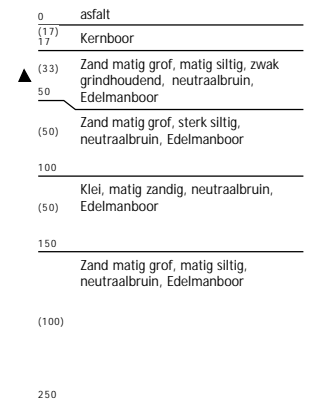 0 asfalt
(17)
17 Kernboor
(33) Zand matig grof, matig siltig, zwak
grindhoudend, neutraalbruin,
50 Edelmanboor
Zand matig grof, sterk siltig,
(50) neutraalbruin, Edelmanboor
100
Klei, matig zandig, neutraalbruin,
(50) Edelmanboor
150
Zand matig grof, matig siltig,
neutraalbruin, Edelmanboor
(100)
250